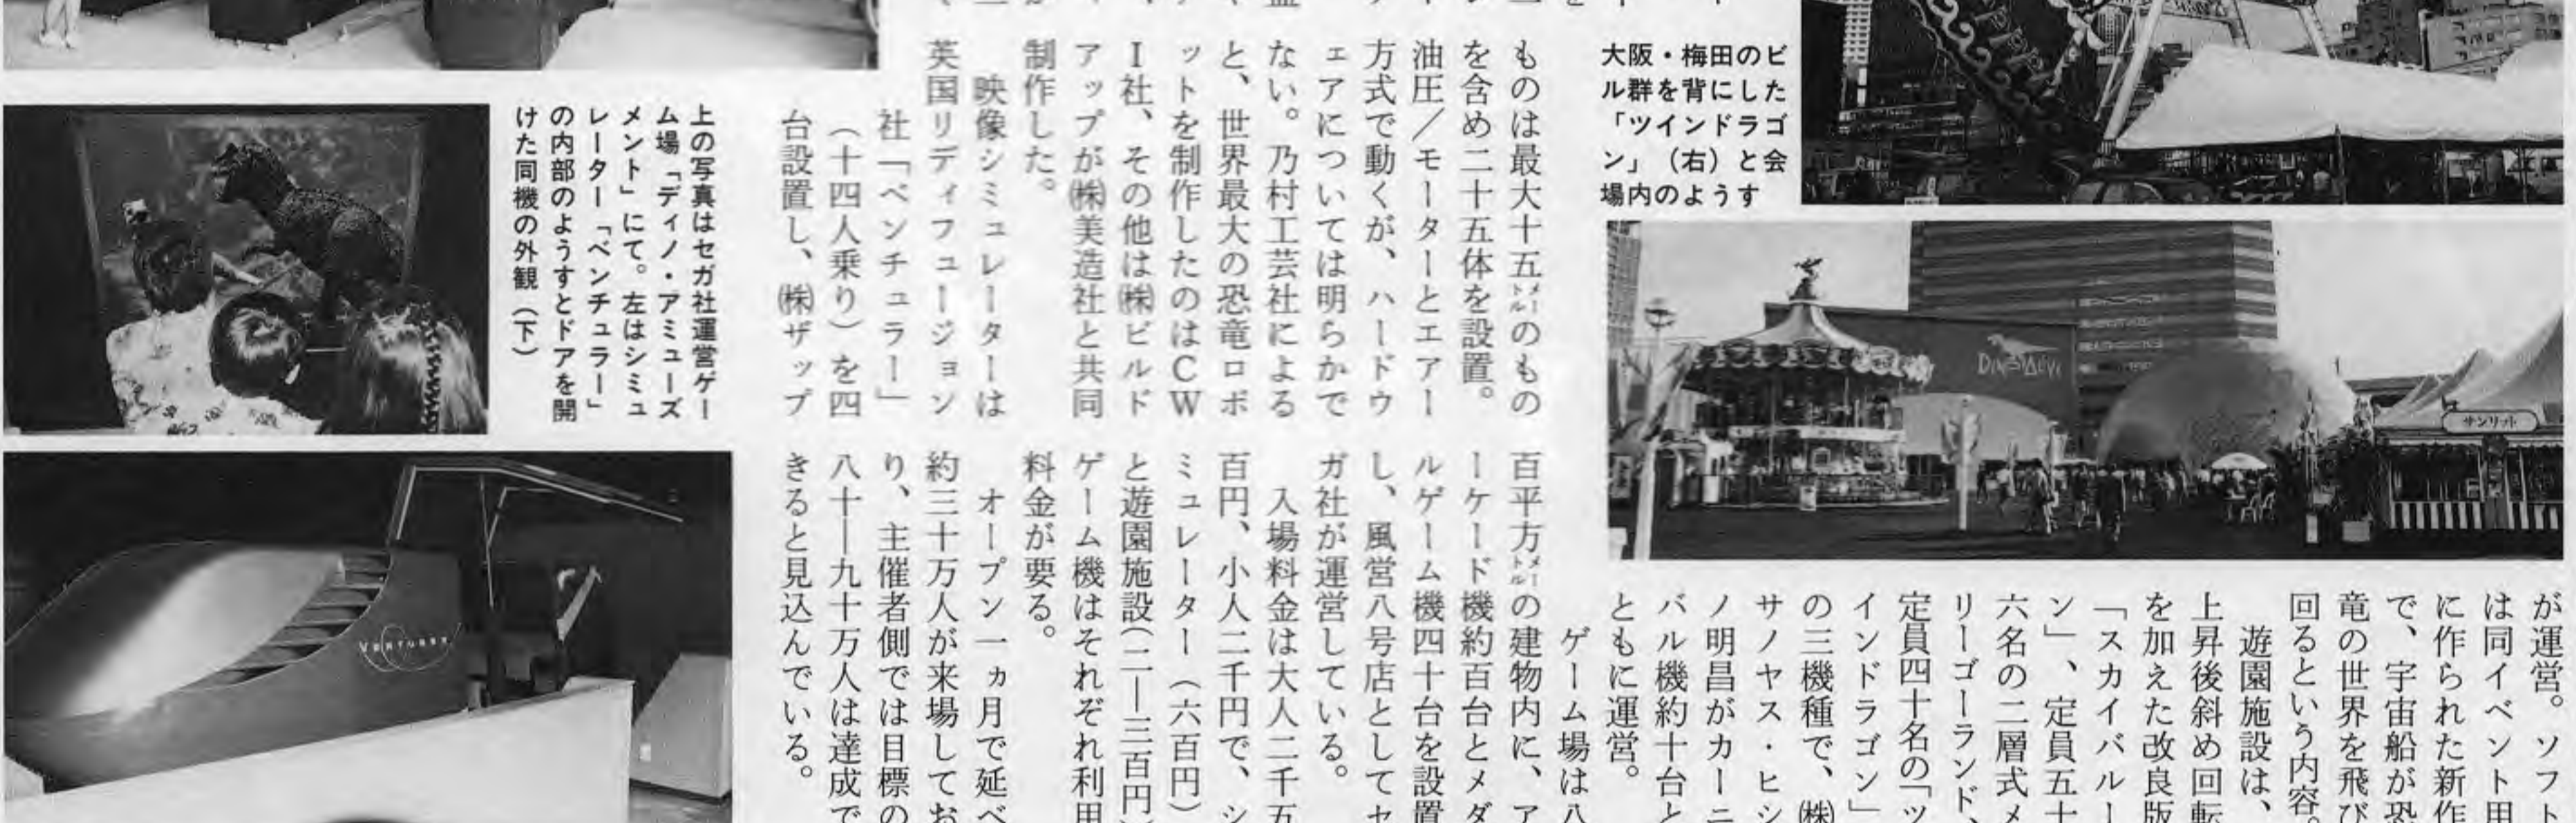 大阪・梅田のビ
ル群を背にした
「ツインドラゴ
ン」（右）と会
場内のようす
ものは最大十五メートルのもの
を含め二十五体を設置。
油圧／モーターとエアー
方式で動くが、ハードウ
ェアについては明らかで
ない。乃村工芸社による
と、世界最大の恐竜ロボ
ットを制作したのはCW
I社、その他は㈱ビルド
アップが㈱美造社と共同
制作した。
映像シミュレーターは
英国リディフュージョン
社「ベンチュラー」
（十四人乗り）を四
台設置し、㈱ザップ
上の写真はセガ社運営ゲー
ム場「ディノ・アミューズ
メント」にて。左はシミュ
レーター「ベンチュラー」
の内部のようすとドアを開
けた同機の外観（下）
サンリット
が運営。ソフト
は同イベント用
に作られた新作
で、宇宙船が恐
竜の世界を飛び
回るという内容。
遊園施設は、
上昇後斜め回転
を加えた改良版
「スカイバルー
ン」、定員五十
六名の二層式メ
リーゴーランド、
定員四十名の「ツ
インドラゴン」
の三機種で、㈱
サノヤス・ヒシ
ノ明昌がカーニ
バル機約十台と
ともに運営。
ゲーム場は八
百平方メートルの建物内に、ア
ーケード機約百台とメダ
ルゲーム機四十台を設置
し、風営八号店としてセ
ガ社が運営している。
入場料金は大人二千五
百円、小人二千円で、シ
ミュレーター（六百円）
と遊園施設（二―三百円）
ゲーム機はそれぞれ利用
料金が要る。
オープン一ヵ月で延べ
約三十万人が来場してお
り、主催者側では目標の
八十―九十万人は達成で
きると見込んでいる。